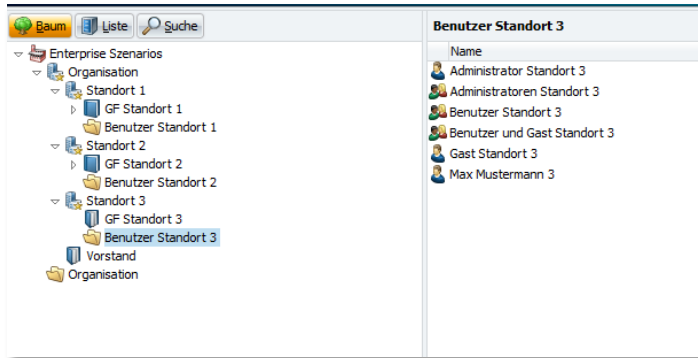 Baum Liste Suche
Enterprise Szenarios
Organisation
Standort 1
GF Standort 1
Benutzer Standort 1
Standort 2
GF Standort 2
Benutzer Standort 2
Standort 3
GF Standort 3
Benutzer Standort 3
Vorstand
Organisation
Benutzer Standort 3
Name
Administrator Standort 3
Administratoren Standort 3
Benutzer Standort 3
Benutzer und Gast Standort 3
Gast Standort 3
Max Mustermann 3